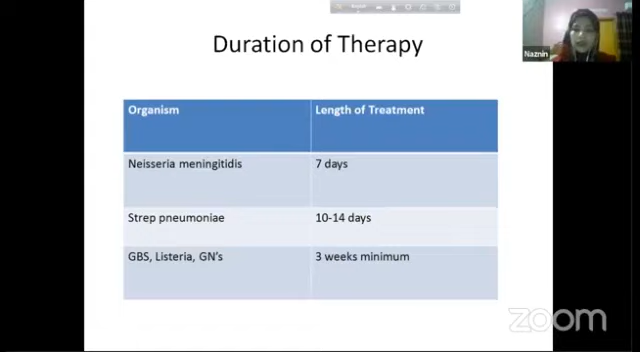 Duration of Therapy
Naznin
Organism Length of Treatment
Neisseria meningitidis 7 days
Strep pneumoniae 10-14 days
GBS, Listeria, GN's 3 weeks minimum
zoom